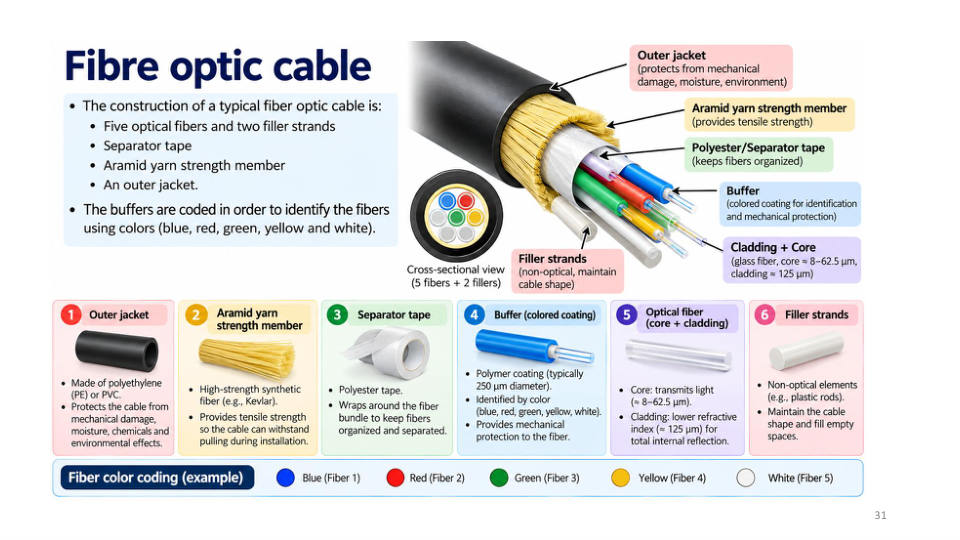 Fibre optic cable
• The construction of a typical fiber optic cable is:
• Five optical fibers and two filler strands
• Separator tape
• Aramid yarn strength member
• An outer jacket.
• The buffers are coded in order to identify the fibers
using colors (blue, red, green, yellow and white).
Outer jacket
(protects from mechanical
damage, moisture, environment)
Aramid yarn strength member
(provides tensile strength)
Polyester/Separator tape
(keeps fibers organized)
Buffer
(colored coating for identification
and mechanical protection)
Cladding + Core
(glass fiber, core ≈ 8–62.5 µm,
cladding ≈ 125 µm)
Filler strands
(non-optical, maintain
cable shape)
Cross-sectional view
(5 fibers + 2 fillers)
1 Outer jacket
• Made of polyethylene
(PE) or PVC.
• Protects the cable from
mechanical damage,
moisture, chemicals and
environmental effects.
2 Aramid yarn
strength member
• High-strength synthetic
fiber (e.g., Kevlar).
• Provides tensile strength
so the cable can withstand
pulling during installation.
3 Separator tape
• Polyester tape.
• Wraps around the fiber
bundle to keep fibers
organized and separated.
4 Buffer (colored coating)
• Polymer coating (typically
250 µm diameter).
• Identified by color
(blue, red, green, yellow, white).
• Provides mechanical
protection to the fiber.
5 Optical fiber
(core + cladding)
• Core: transmits light
(≈ 8–62.5 µm).
• Cladding: lower refractive
index (≈ 125 µm) for
total internal reflection.
6 Filler strands
• Non-optical elements
(e.g., plastic rods).
• Maintain the cable
shape and fill empty
spaces.
Fiber color coding (example)
Blue (Fiber 1)
Red (Fiber 2)
Green (Fiber 3)
Yellow (Fiber 4)
White (Fiber 5)
31